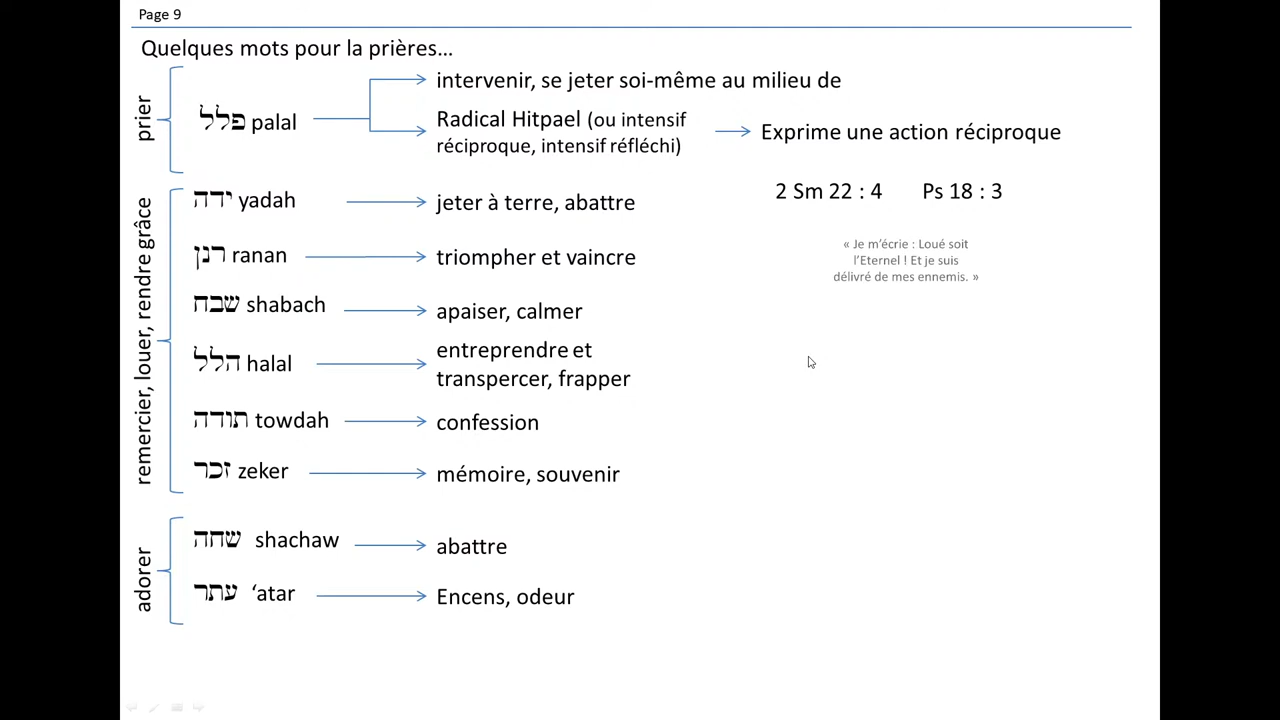 Page 9
Quelques mots pour la prières...
prier
פלל palal
intervenir, se jeter soi-même au milieu de
Radical Hitpael (ou intensif
réciproque, intensif réfléchi)
Exprime une action réciproque
remercier, louer, rendre grâce
ידה yadah
jeter à terre, abattre
2 Sm 22 : 4 Ps 18 : 3
« Je m’écrie : Loué soit
l’Eternel ! Et je suis
délivré de mes ennemis. »
רנן ranan
triompher et vaincre
שבח shabach
apaiser, calmer
הלל halal
entreprendre et
transpercer, frapper
תודה towdah
confession
זכר zeker
mémoire, souvenir
adorer
שחה shachaw
abattre
עתר ‘atar
Encens, odeur